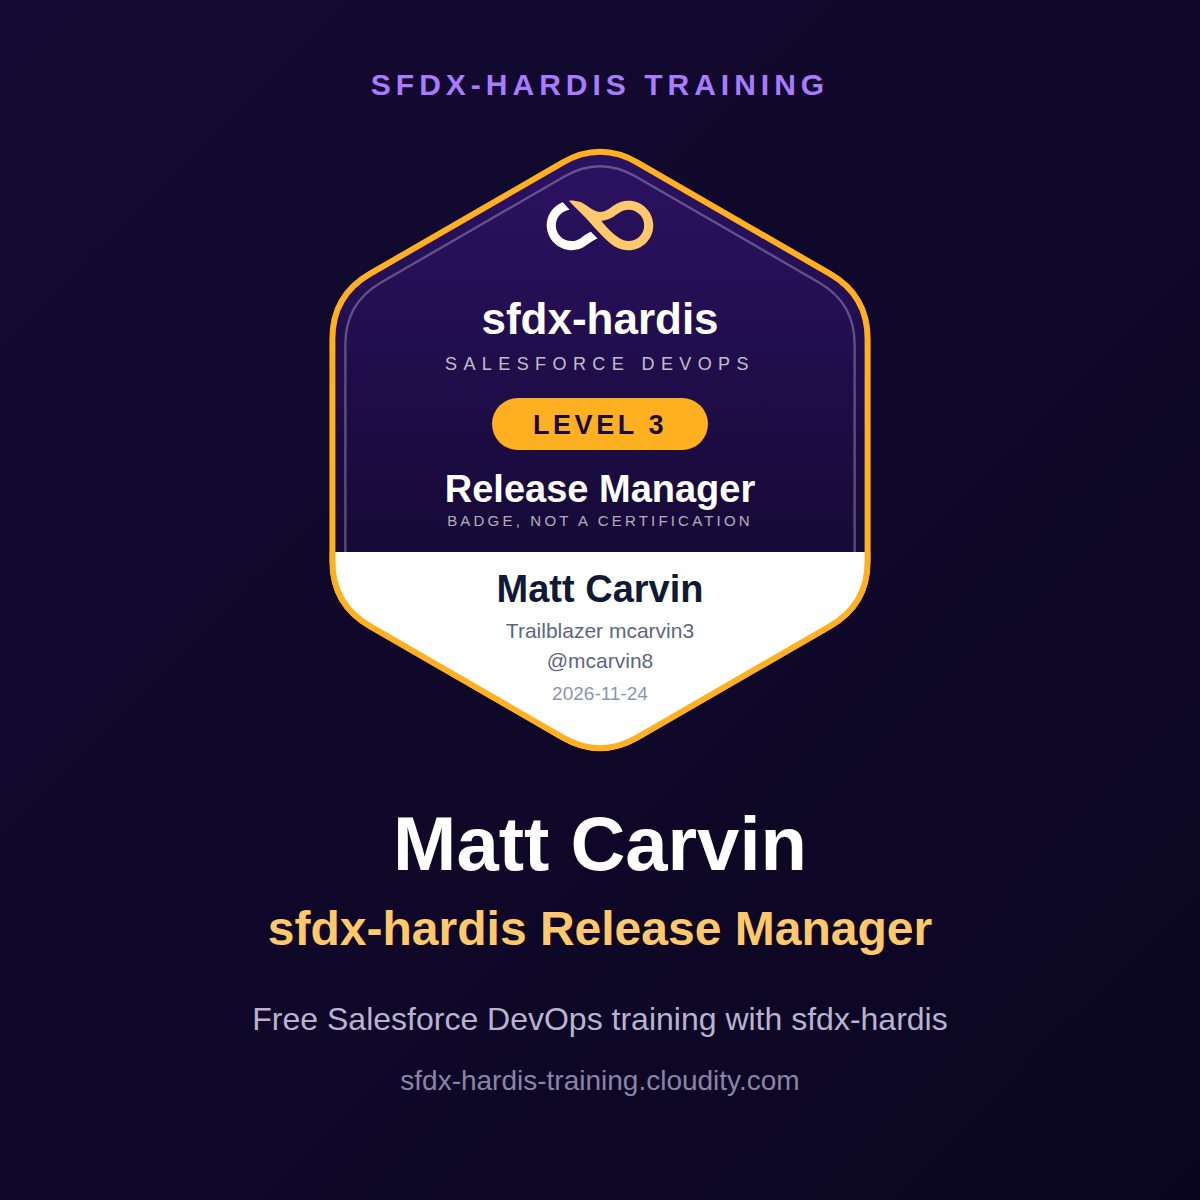 SFDX-HARDIS TRAINING
sfdx-hardis
SALESFORCE DEVOPS
LEVEL 3
Release Manager
BADGE, NOT A CERTIFICATION
Matt Carvin
Trailblazer mcarvin3
@mcarvin8
2026-11-24
Matt Carvin
sfdx-hardis Release Manager
Free Salesforce DevOps training with sfdx-hardis
sfdx-hardis-training.cloudity.com